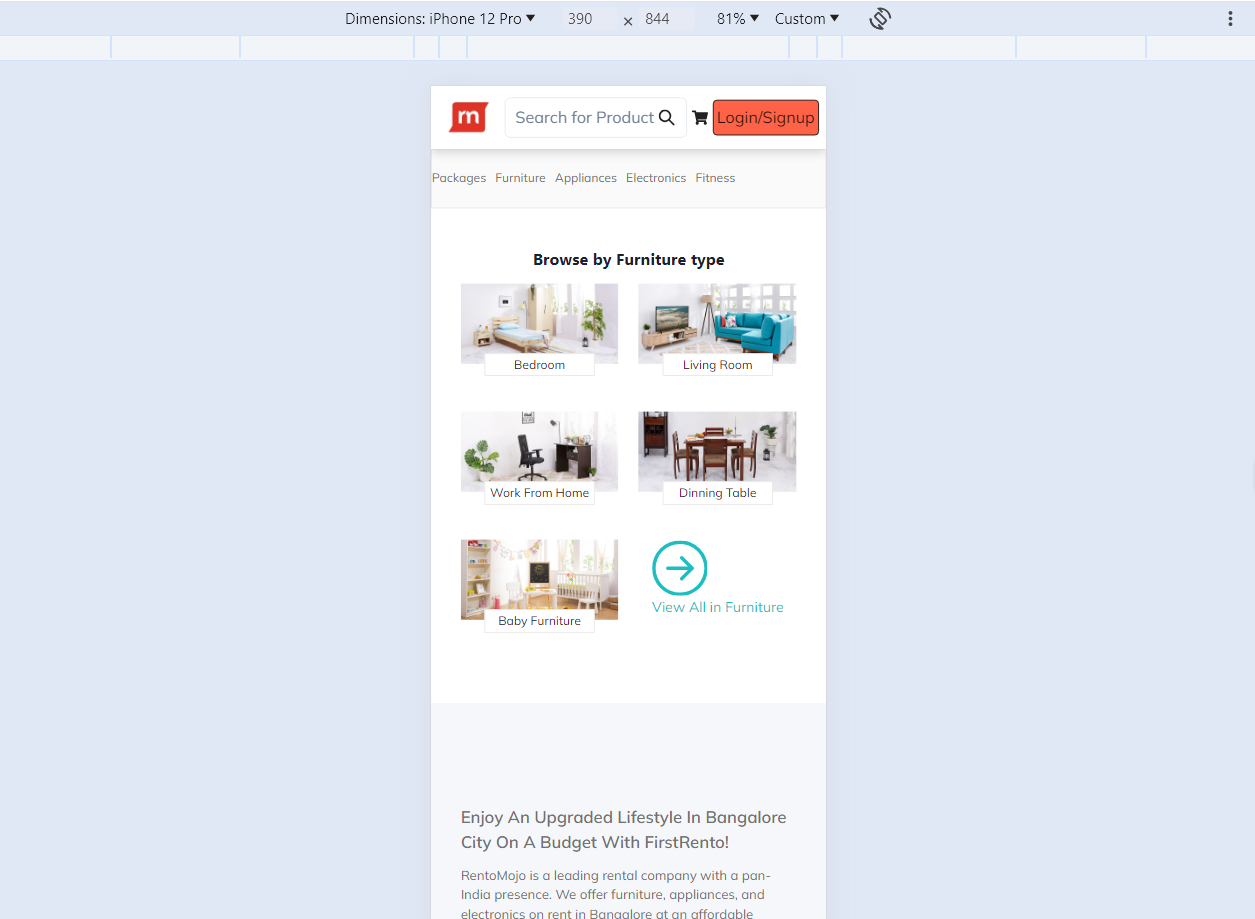 Dimensions: iPhone 12 Pro 390 × 844 81% Custom
m Search for Product Login/Signup
Packages Furniture Appliances Electronics Fitness
Browse by Furniture type
Bedroom Living Room
Work From Home Dinning Table
Baby Furniture View All in Furniture
Enjoy An Upgraded Lifestyle In Bangalore
City On A Budget With FirstRento!
RentoMojo is a leading rental company with a pan-
India presence. We offer furniture, appliances, and
electronics on rent in Bangalore at an affordable